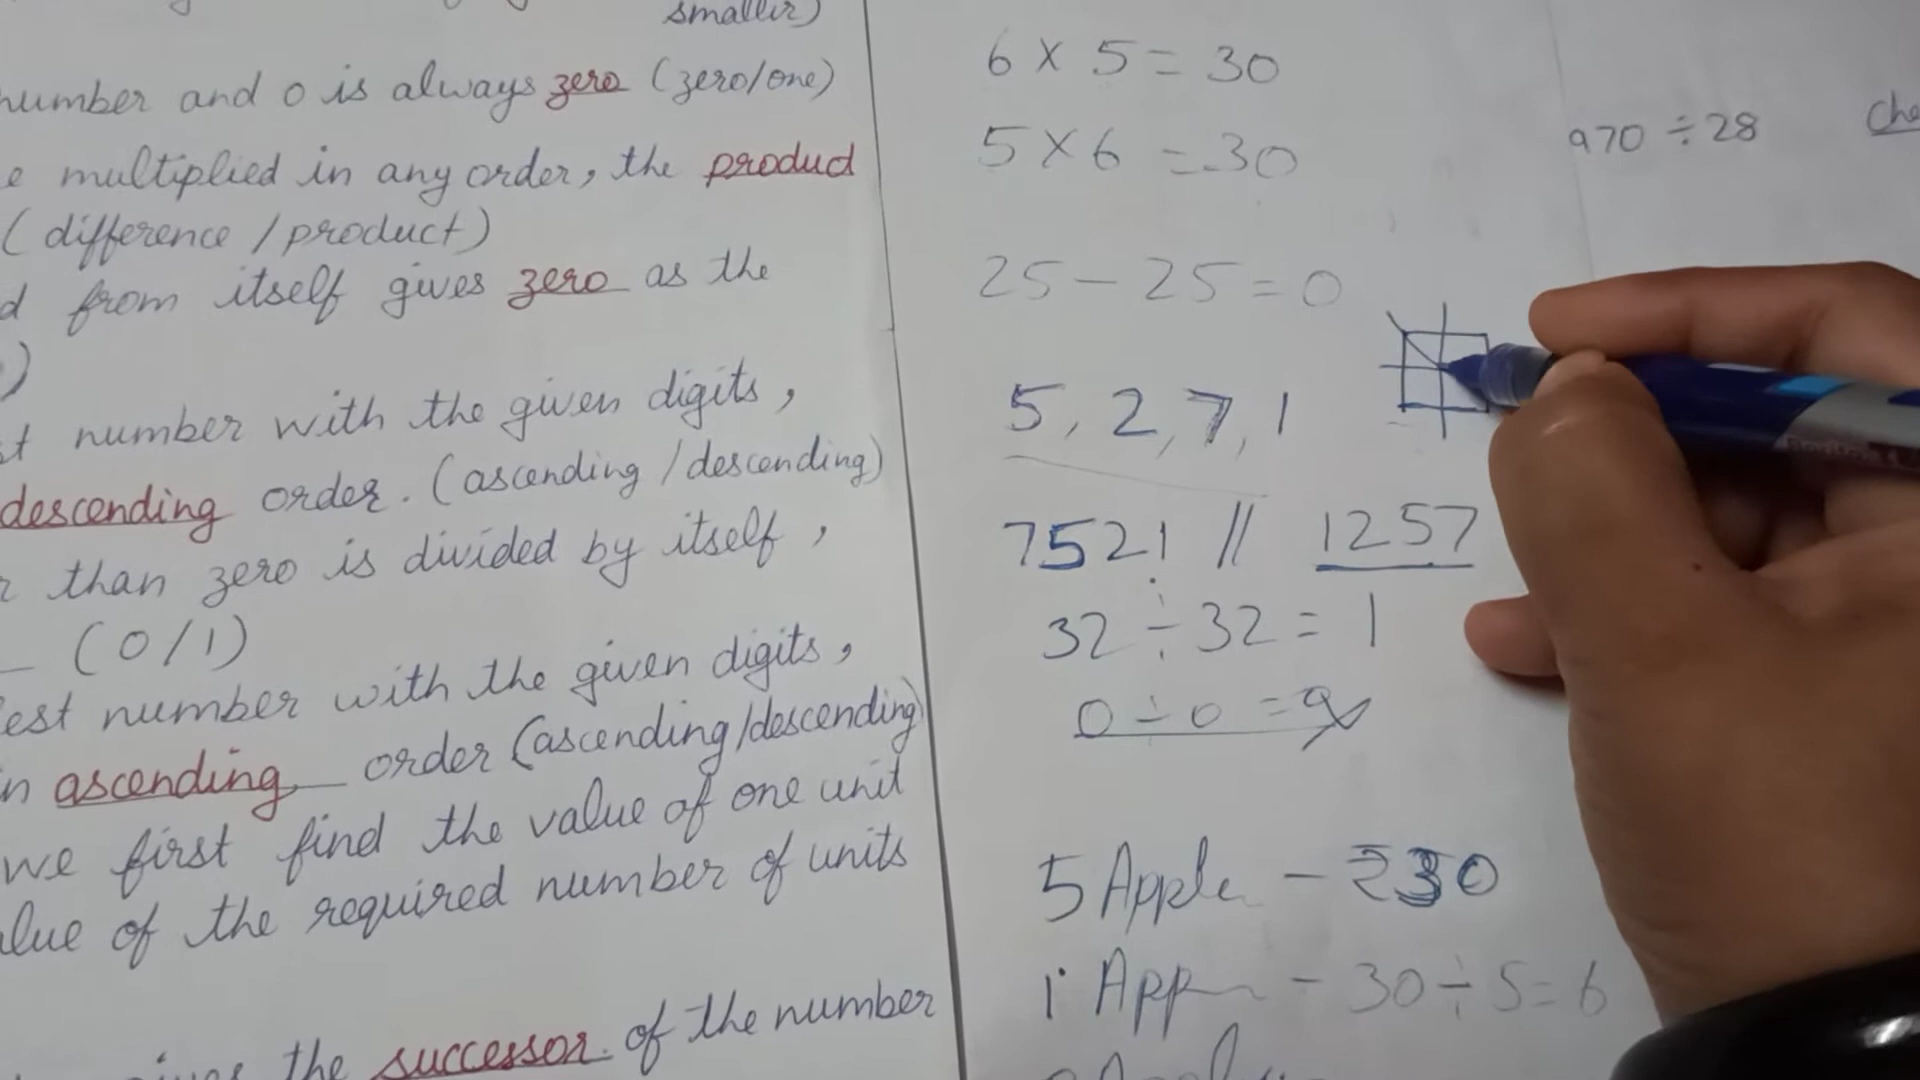 smaller)
number and 0 is always zero (zero/one)
e multiplied in any order, the product
(difference /product)
d from itself gives zero as the
)
st number with the given digits,
descending order. (ascending /descending)
r than zero is divided by itself,
(0/1)
est number with the given digits,
in ascending order (ascending/descending)
we first find the value of one unit
alue of the required number of units
the successor. of the number
6 × 5 = 30
5 × 6 = 30
25 - 25 = 0
5, 2, 7, 1
7521 // 1257
32 ÷ 32 = 1
0 ÷ 0 =
5 Apple - ₹30
1 App - 30 ÷ 5 = 6
970 ÷ 28
Che